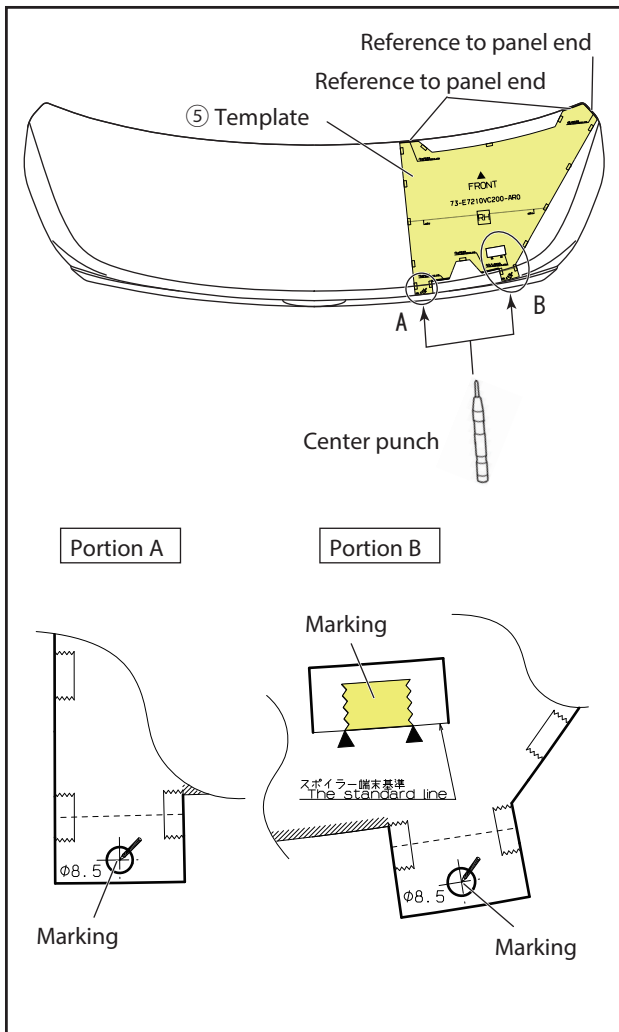 Reference to panel end
Reference to panel end
⑤ Template
FRONT
73-E7210VC200-AR0
RH
A
B
Center punch
Portion A
Portion B
Marking
スポイラー端末基準
The standard line
Φ8.5
Φ8.5
Marking
Marking